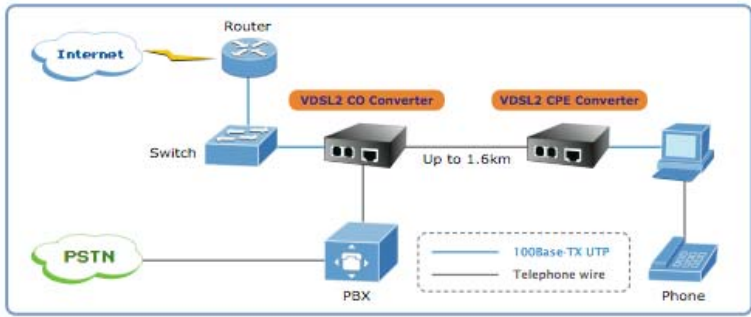 Router
Internet
VDSL2 CO Converter
VDSL2 CPE Converter
Switch
Up to 1.6km
PSTN
100Base-TX UTP
Telephone wire
PBX
Phone